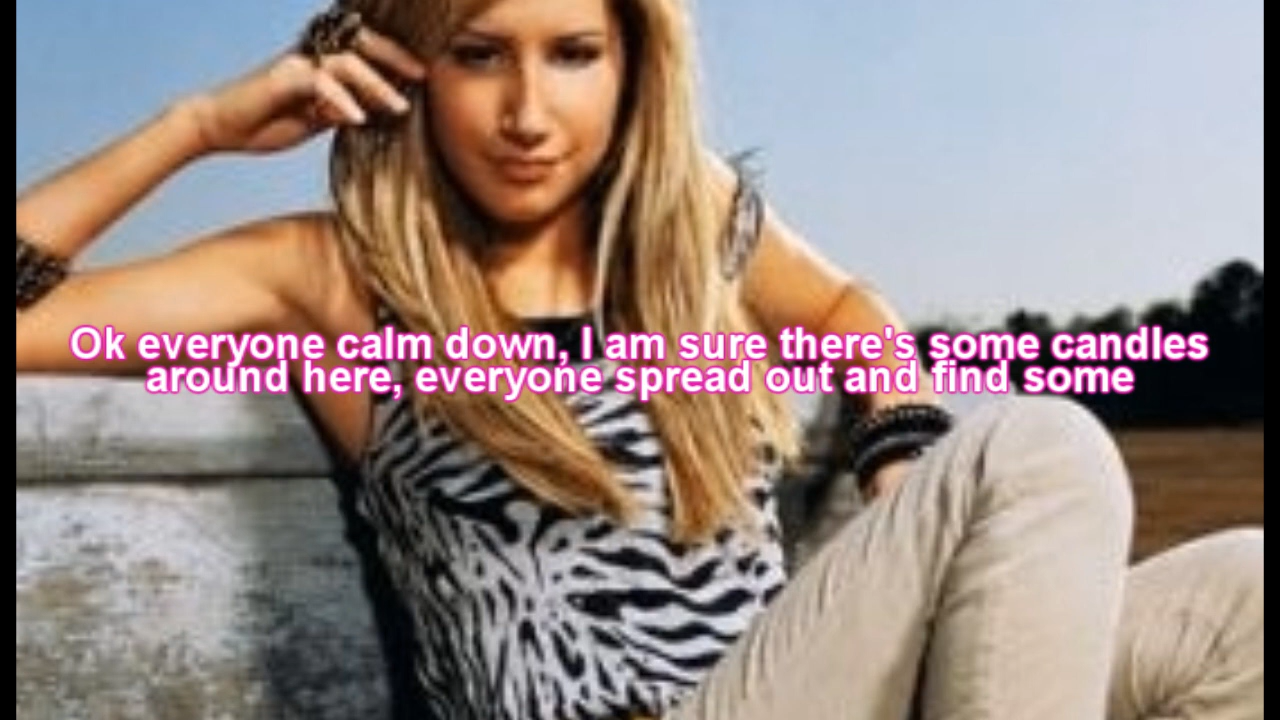 Ok everyone calm down, I am sure there's some candles
around here, everyone spread out and find some